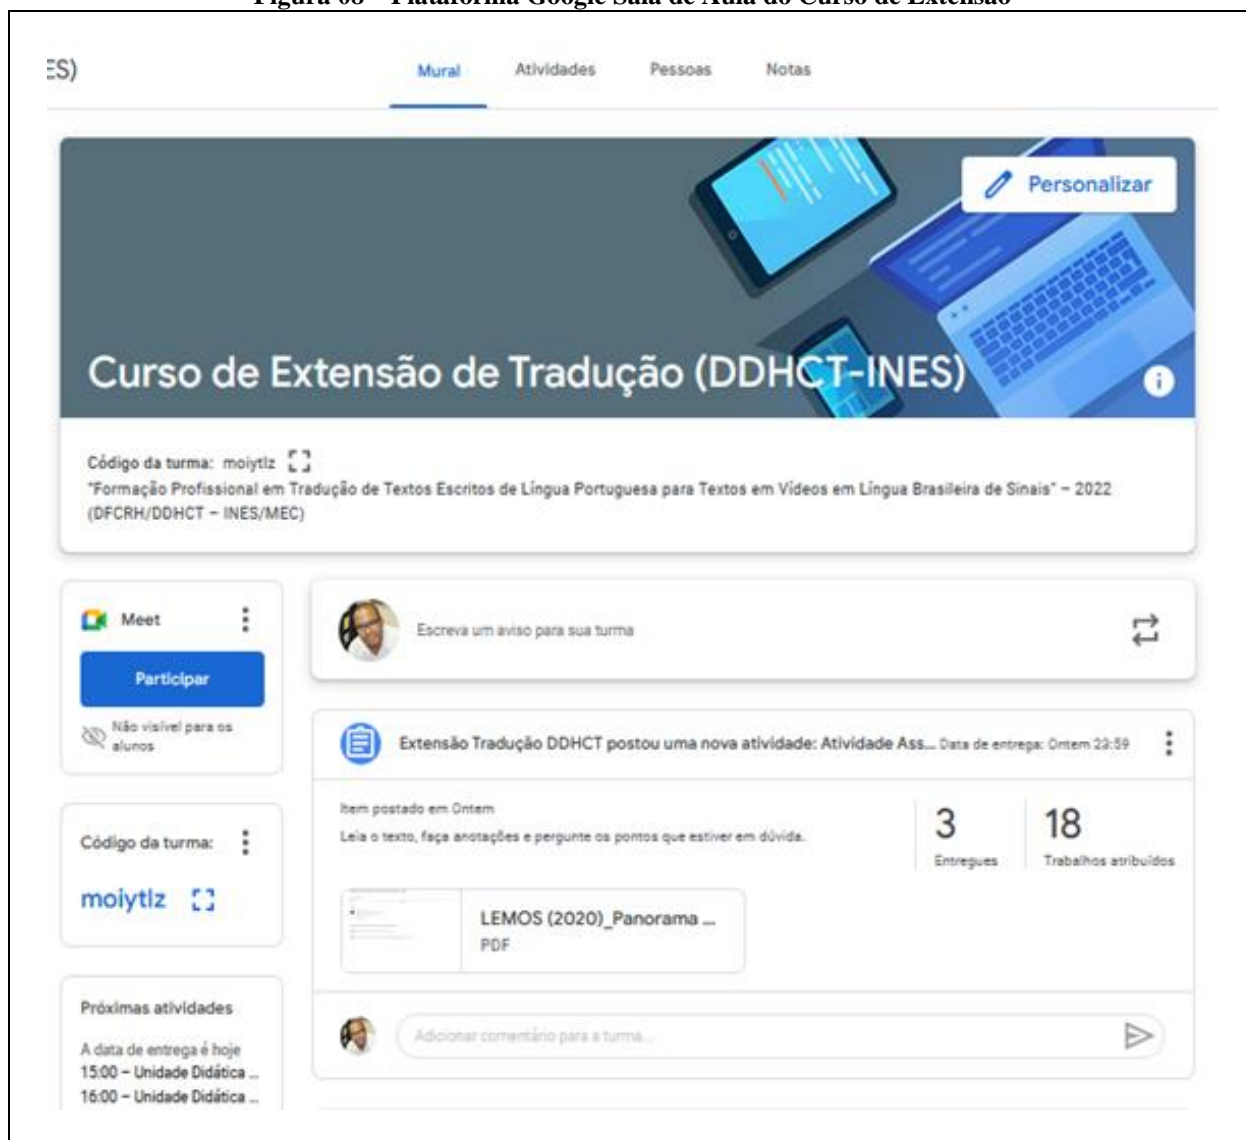 Figura 08 – Plataforma Google Sala de Aula do Curso de Extensão
ES)
Mural Atividades Pessoas Notas
Personalizar
Curso de Extensão de Tradução (DDHCT-INES)
Código da turma: moiytlz
"Formação Profissional em Tradução de Textos Escritos de Língua Portuguesa para Textos em Vídeos em Língua Brasileira de Sinais" – 2022
(DFCRH/DDHCT – INES/MEC)
Meet
Participar
Não visível para os
alunos
Escreva um aviso para sua turma
Extensão Tradução DDHCT postou uma nova atividade: Atividade Ass... Data de entrega: Ontem 23:59
Item postado em Ontem
Leia o texto, faça anotações e pergunte os pontos que estiver em dúvida.
3
Entregues
18
Trabalhos atribuídos
LEMOS (2020)_Panorama ...
PDF
Adicionar comentário para a turma...
Código da turma:
moiytlz
Próximas atividades
A data de entrega é hoje
15:00 – Unidade Didática ...
16:00 – Unidade Didática ...